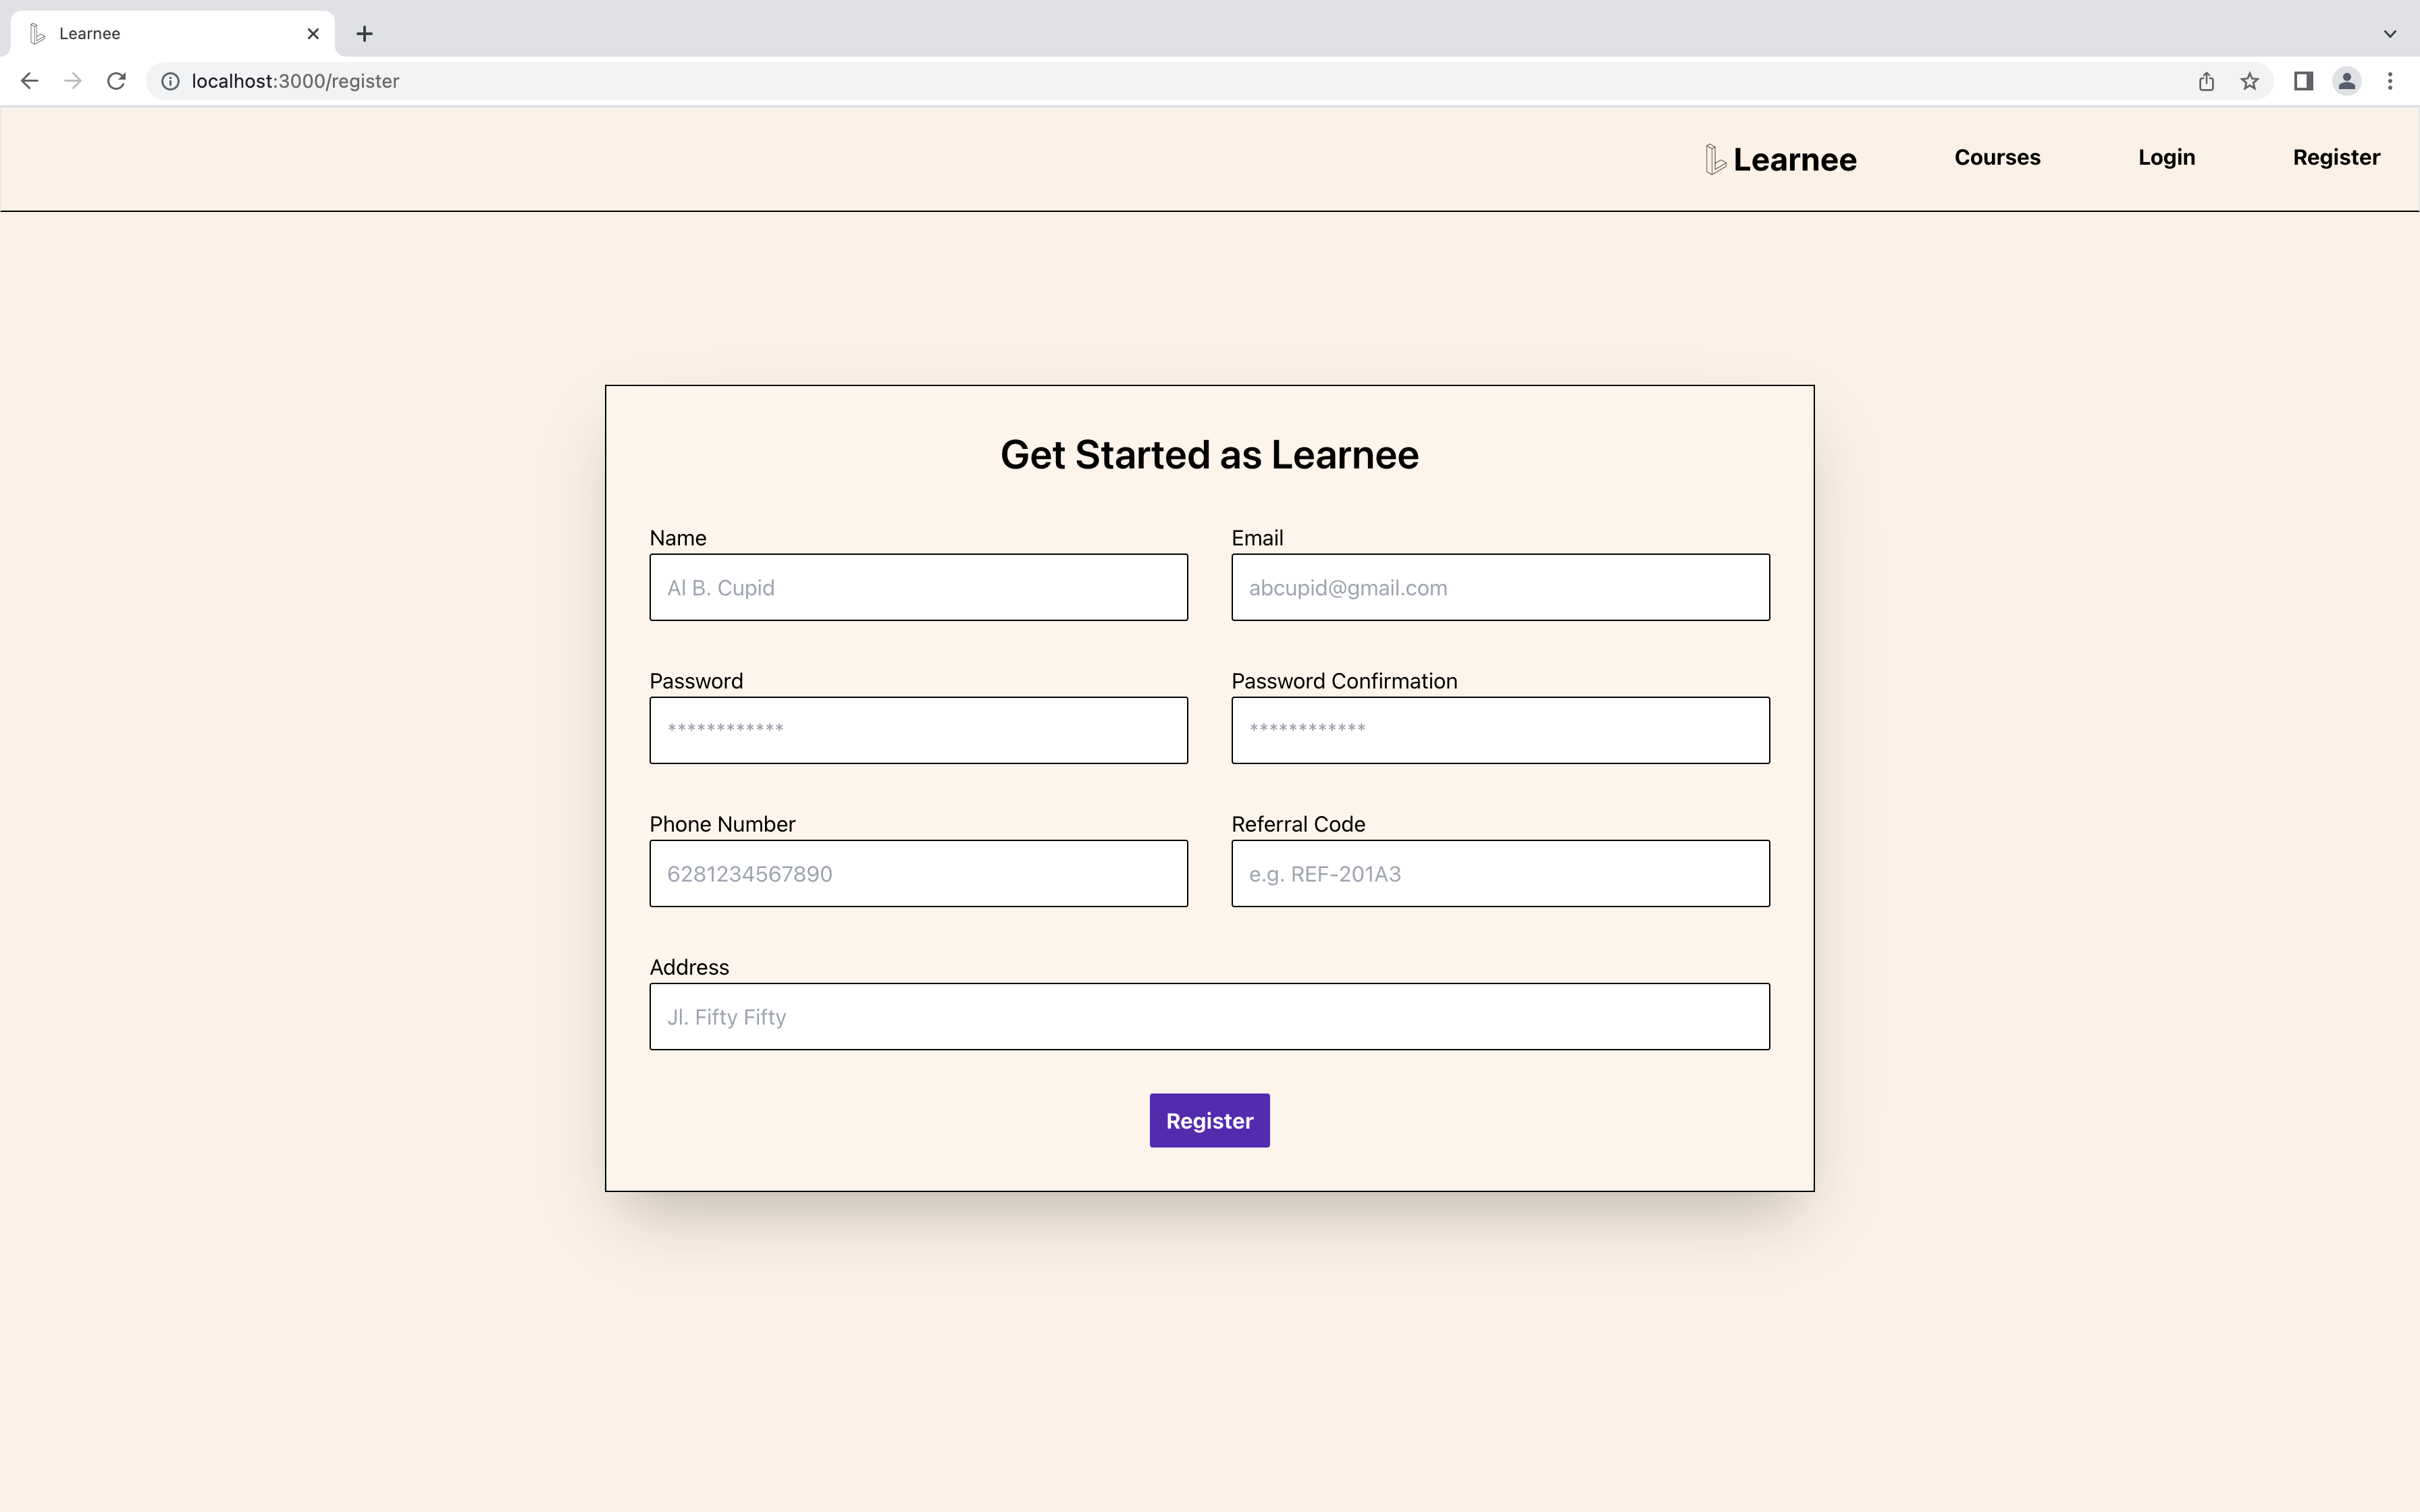 Learnee
localhost:3000/register
Learnee Courses Login Register
Get Started as Learnee
Name Email
Al B. Cupid abcupid@gmail.com
Password Password Confirmation
************ ************
Phone Number Referral Code
6281234567890 e.g. REF-201A3
Address
Jl. Fifty Fifty
Register